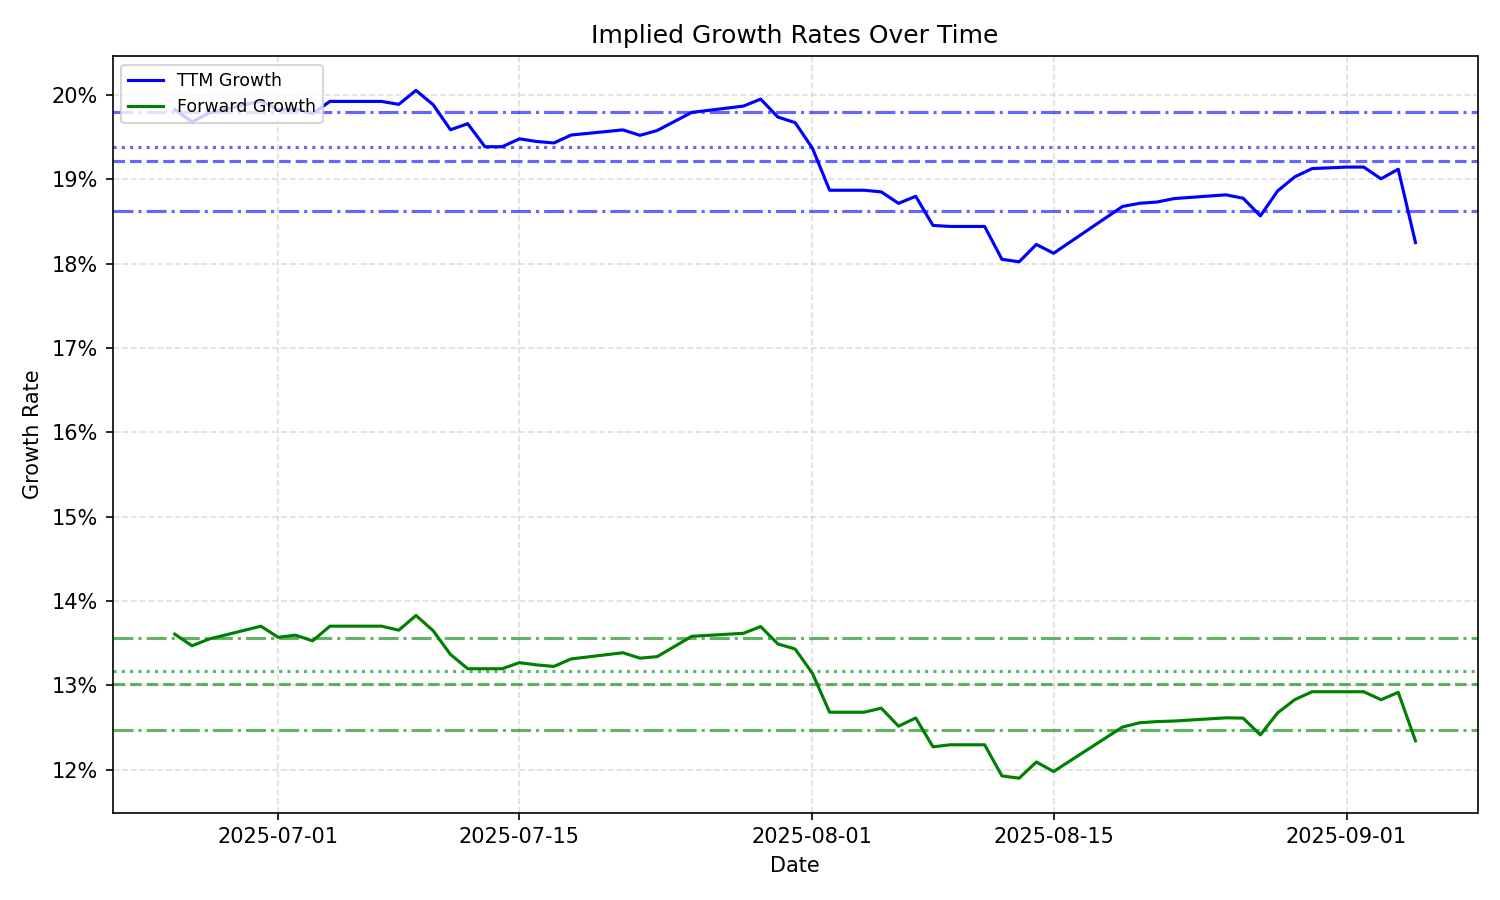 Implied Growth Rates Over Time
TTM Growth
Forward Growth
20%
19%
18%
17%
16%
15%
14%
13%
12%
Growth Rate
2025-07-01
2025-07-15
2025-08-01
2025-08-15
2025-09-01
Date